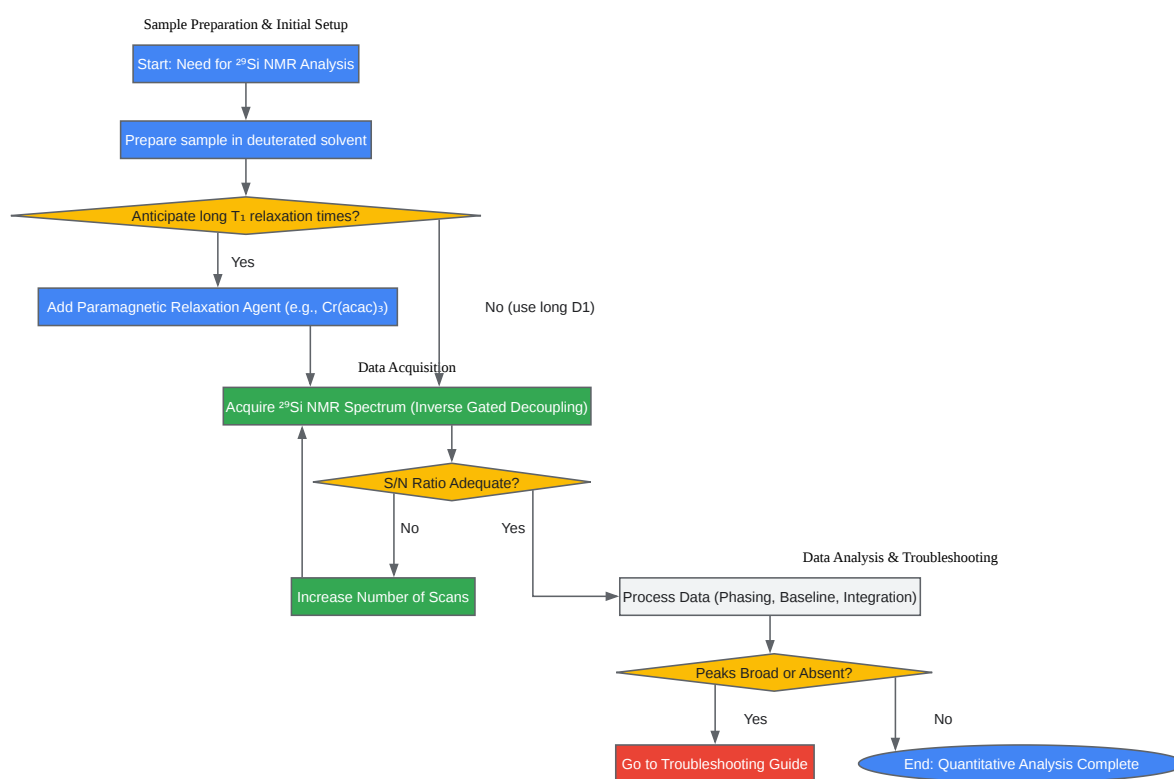 Sample Preparation & Initial Setup
Start: Need for ²⁹Si NMR Analysis
Prepare sample in deuterated solvent
Anticipate long T₁ relaxation times?
Yes
Add Paramagnetic Relaxation Agent (e.g., Cr(acac)₃)
No (use long D1)
Data Acquisition
Acquire ²⁹Si NMR Spectrum (Inverse Gated Decoupling)
S/N Ratio Adequate?
No
Yes
Increase Number of Scans
Data Analysis & Troubleshooting
Process Data (Phasing, Baseline, Integration)
Peaks Broad or Absent?
Yes
No
Go to Troubleshooting Guide
End: Quantitative Analysis Complete